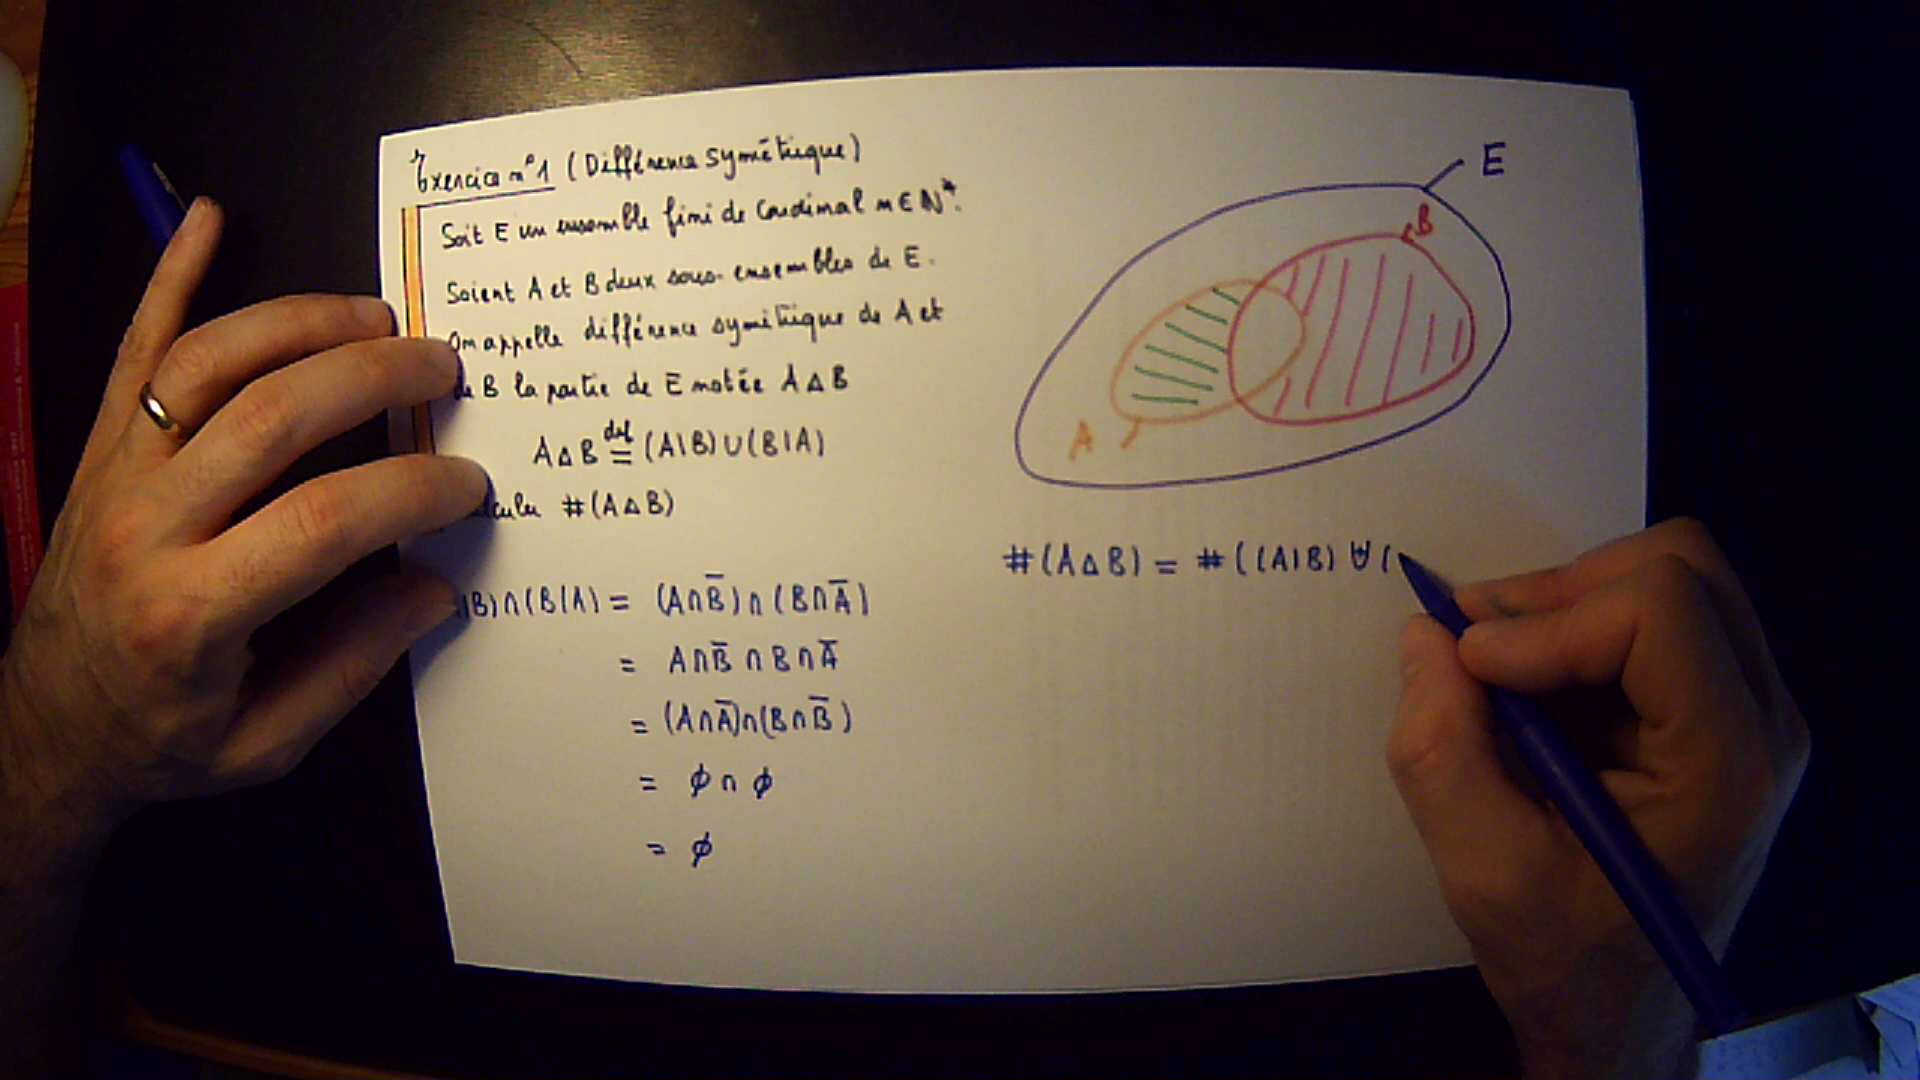 Exercice n°1 (Différence symétrique)
Soit E un ensemble fini de Cardinal n ∈ N*.
Soient A et B deux sous-ensembles de E.
On appelle différence symétrique de A et
de B la partie de E notée A Δ B
A Δ B def= (A\B) ∪ (B\A)
#(A Δ B)
\B) ∩ (B\A) = (A ∩ B̅) ∩ (B ∩ A̅)
= A ∩ B̅ ∩ B ∩ A̅
= (A ∩ A̅) ∩ (B ∩ B̅)
= ∅ ∩ ∅
= ∅
E
B
A
#(A Δ B) = #((A\B) ⊎ (